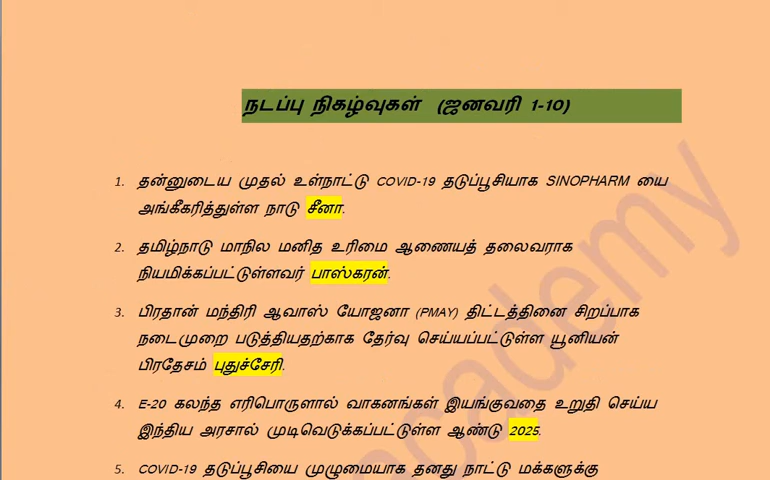 நடப்பு நிகழ்வுகள் (ஜனவரி 1-10)
1. தன்னுடைய முதல் உள்நாட்டு COVID-19 தடுப்பூசியாக SINOPHARM யை
அங்கீகரித்துள்ள நாடு சீனா.
2. தமிழ்நாடு மாநில மனித உரிமை ஆணையத் தலைவராக
நியமிக்கப்பட்டுள்ளவர் பாஸ்கரன்.
3. பிரதான் மந்திரி ஆவாஸ் யோஜனா (PMAY) திட்டத்தினை சிறப்பாக
நடைமுறை படுத்தியதற்காக தேர்வு செய்யப்பட்டுள்ள யூனியன்
பிரதேசம் புதுச்சேரி.
4. E-20 கலந்த எரிபொருளால் வாகனங்கள் இயங்குவதை உறுதி செய்ய
இந்திய அரசால் முடிவெடுக்கப்பட்டுள்ள ஆண்டு 2025.
5. COVID-19 தடுப்பூசியை முழுமையாக தனது நாட்டு மக்களுக்கு
academy